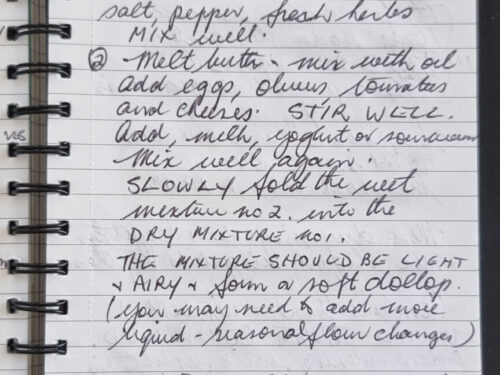 salt, pepper, fresh herbs
MIX well.
② Melt butter & mix with oil
add eggs, olives, tomatoes
and cheeses. STIR WELL.
Add, milk, yogurt or sourcream
Mix well again.
SLOWLY fold the wet
mixture no 2. into the
DRY MIXTURE NO1.
THE MIXTURE SHOULD BE LIGHT
& AIRY & form a soft dollop.
(you may need to add more
liquid - seasonal flour changes)